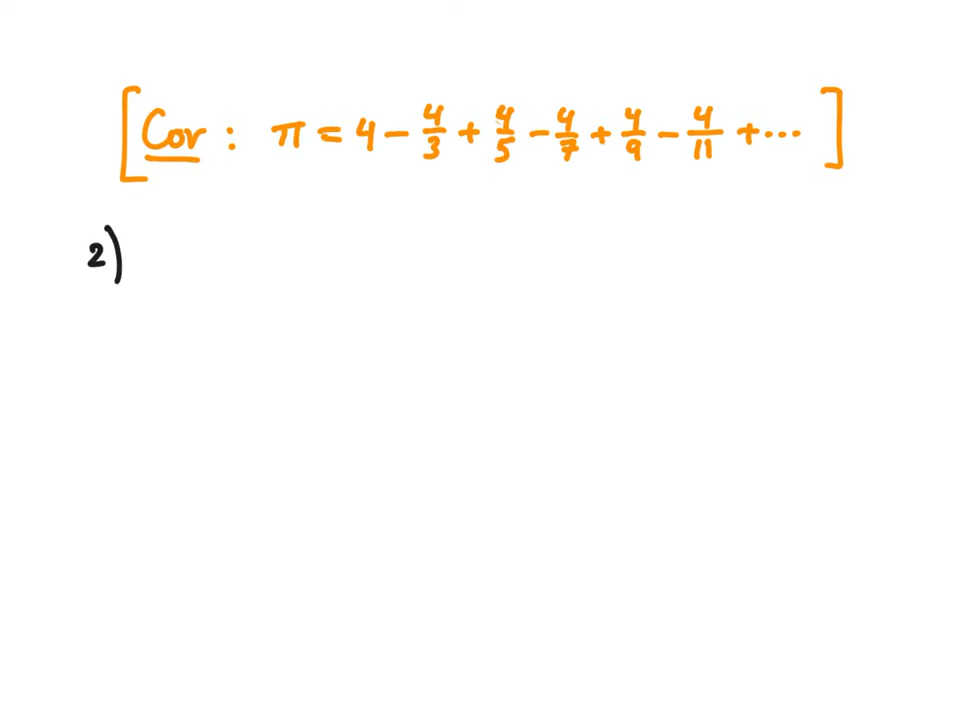 [Cor: π = 4 - 4/3 + 4/5 - 4/7 + 4/9 - 4/11 + ...]
2)